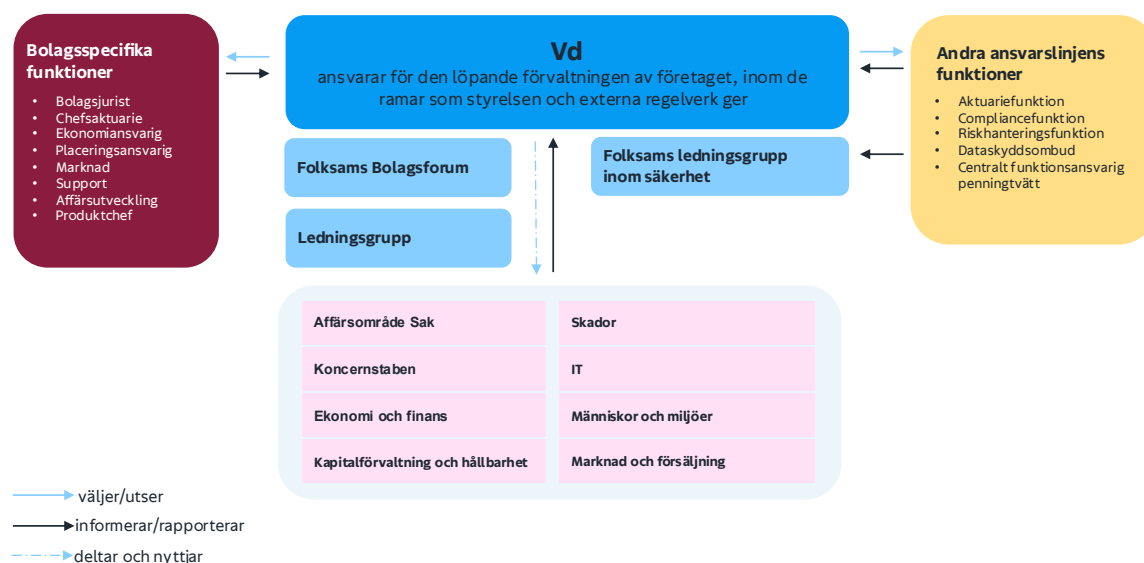 Bolagsspecifika
funktioner
• Bolagsjurist
• Chefsaktuarie
• Ekonomiansvarig
• Placeringsansvarig
• Marknad
• Support
• Affärsutveckling
• Produktchef
Vd
ansvarar för den löpande förvaltningen av företaget, inom de
ramar som styrelsen och externa regelverk ger
Andra ansvarslinjens
funktioner
• Aktuariefunktion
• Compliancefunktion
• Riskhanteringsfunktion
• Dataskyddsombud
• Centralt funktionsansvarig
penningtvätt
Folksams Bolagsforum
Folksams ledningsgrupp
inom säkerhet
Ledningsgrupp
Affärsområde Sak
Skador
Koncernstaben
IT
Ekonomi och finans
Människor och miljöer
Kapitalförvaltning och hållbarhet
Marknad och försäljning
väljer/utser
informerar/rapporterar
deltar och nyttjar